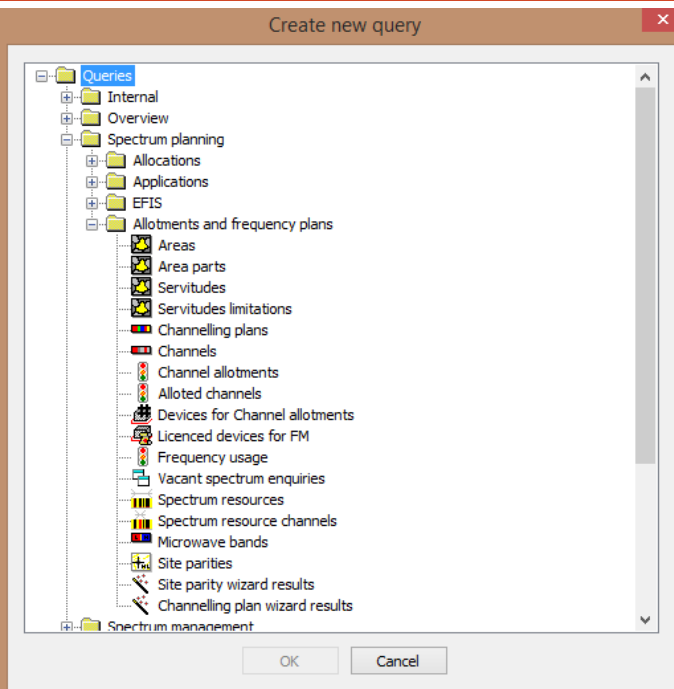 Create new query
Queries
Internal
Overview
Spectrum planning
Allocations
Applications
EFIS
Allotments and frequency plans
Areas
Area parts
Servitudes
Servitudes limitations
Channelling plans
Channels
Channel allotments
Alloted channels
Devices for Channel allotments
Licenced devices for FM
Frequency usage
Vacant spectrum enquiries
Spectrum resources
Spectrum resource channels
Microwave bands
Site parities
Site parity wizard results
Channelling plan wizard results
Spectrum management
OK Cancel